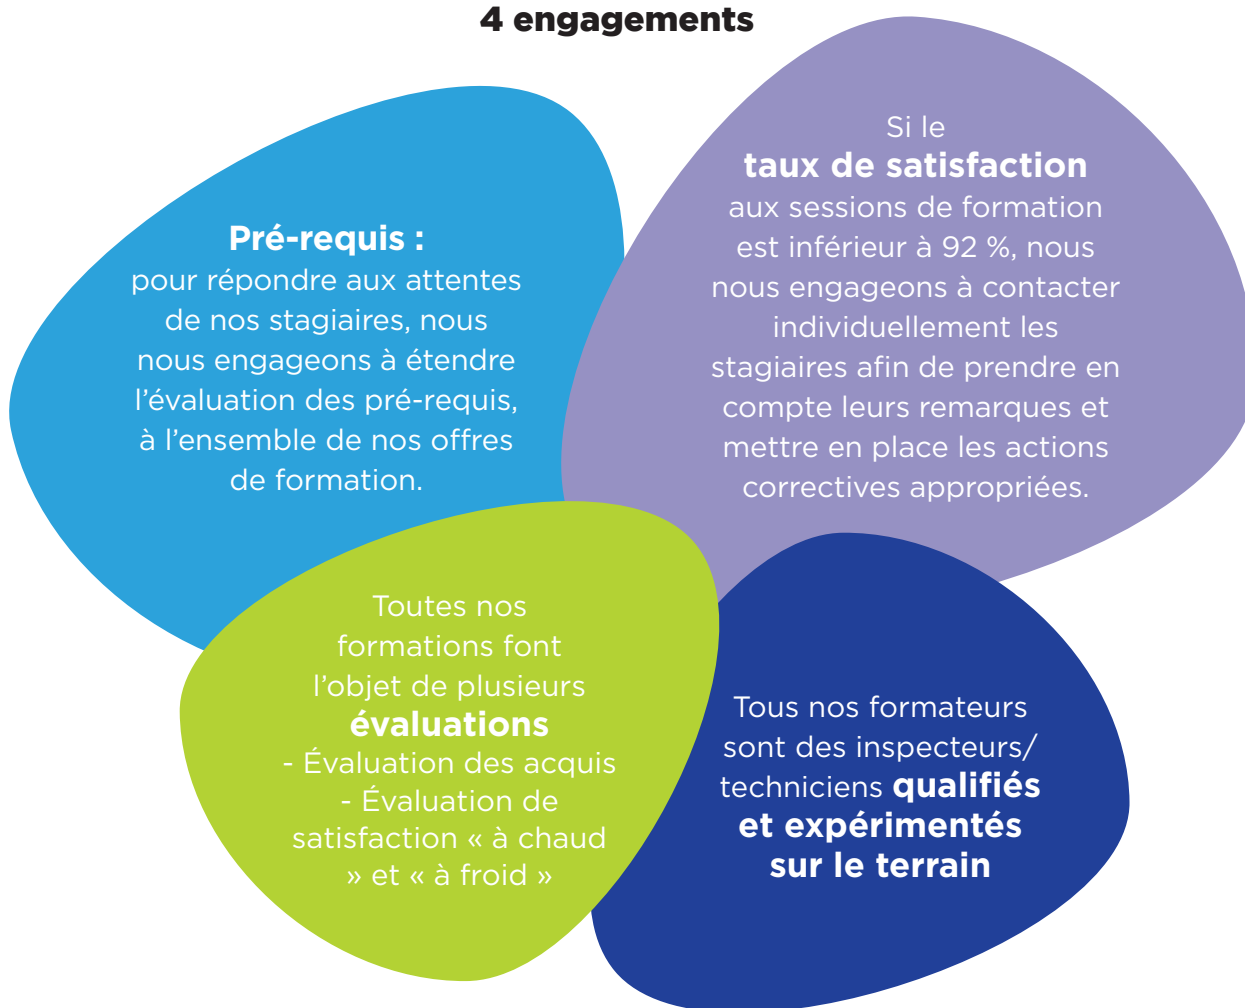 4 engagements
Pré-requis :
pour répondre aux attentes
de nos stagiaires, nous
nous engageons à étendre
l’évaluation des pré-requis,
à l’ensemble de nos offres
de formation.
Si le
taux de satisfaction
aux sessions de formation
est inférieur à 92 %, nous
nous engageons à contacter
individuellement les
stagiaires afin de prendre en
compte leurs remarques et
mettre en place les actions
correctives appropriées.
Toutes nos
formations font
l’objet de plusieurs
évaluations
- Évaluation des acquis
- Évaluation de
satisfaction « à chaud
» et « à froid »
Tous nos formateurs
sont des inspecteurs/
techniciens qualifiés
et expérimentés
sur le terrain